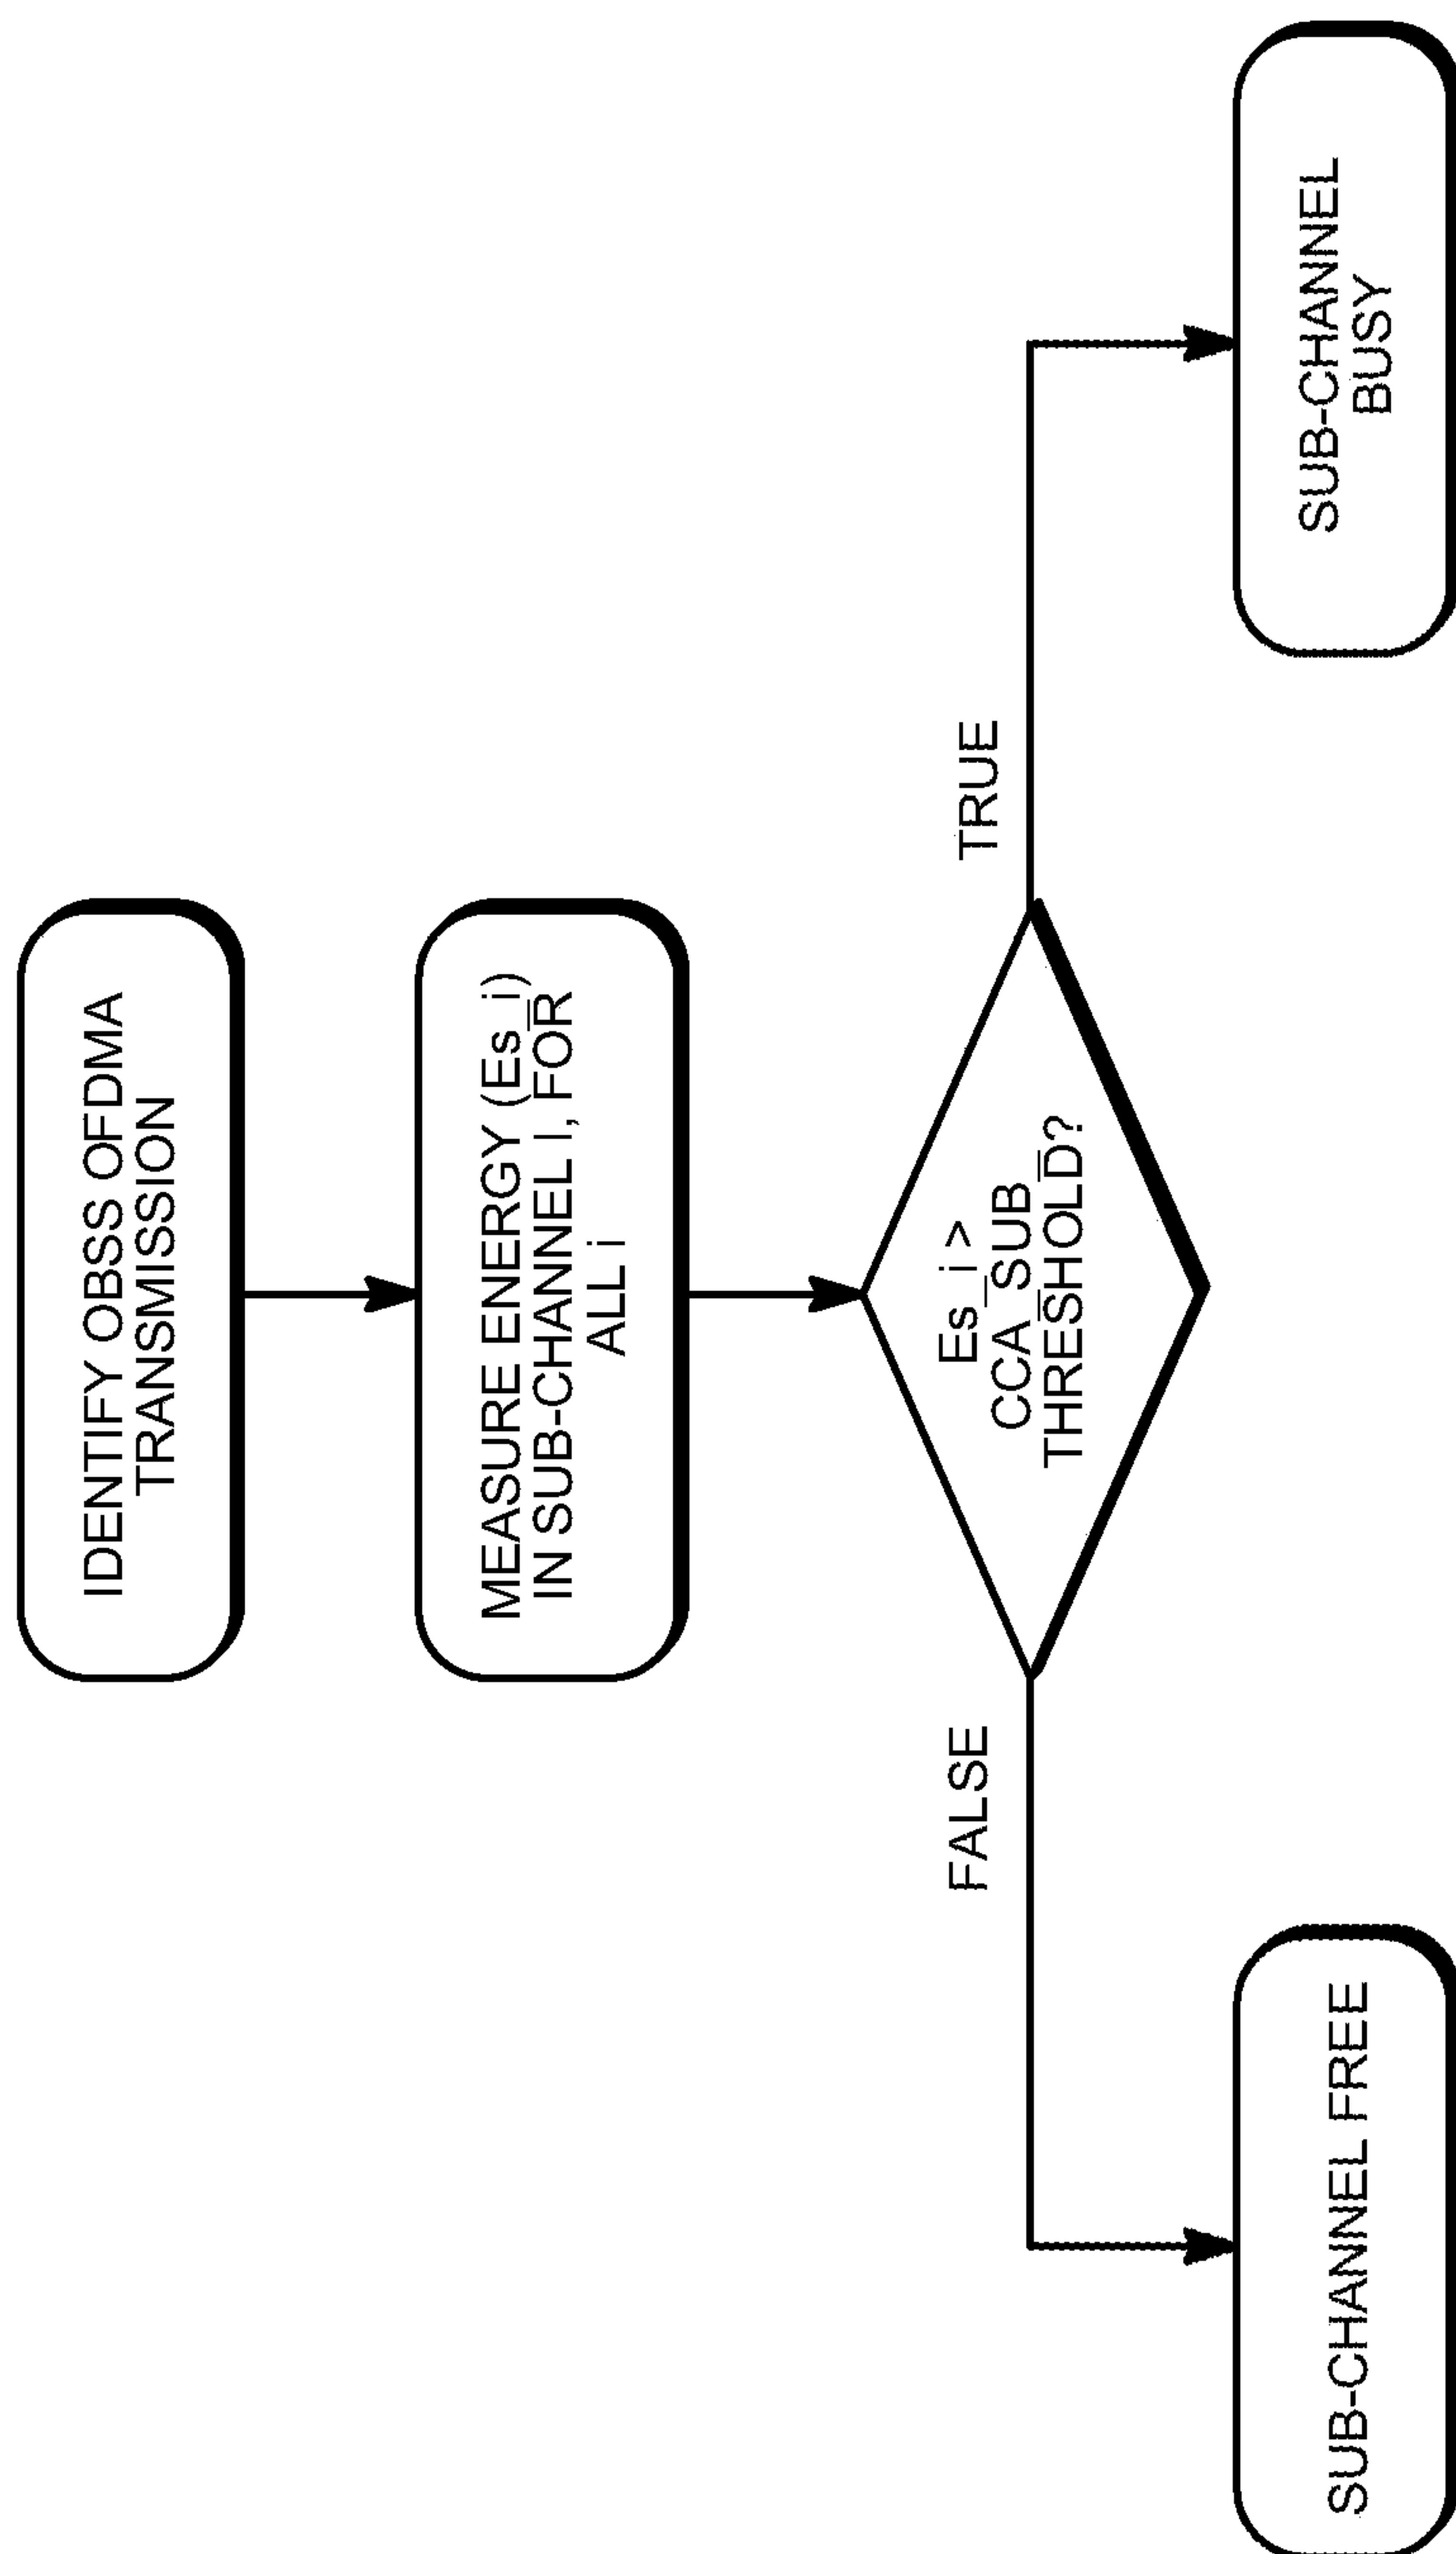 IDENTIFY OBSS OFDMA
TRANSMISSION
MEASURE ENERGY (Es_i)
IN SUB-CHANNEL I, FOR
ALL i
Es_i >
CCA_SUB_
THRESHOLD?
FALSE
TRUE
SUB-CHANNEL FREE
SUB-CHANNEL
BUSY